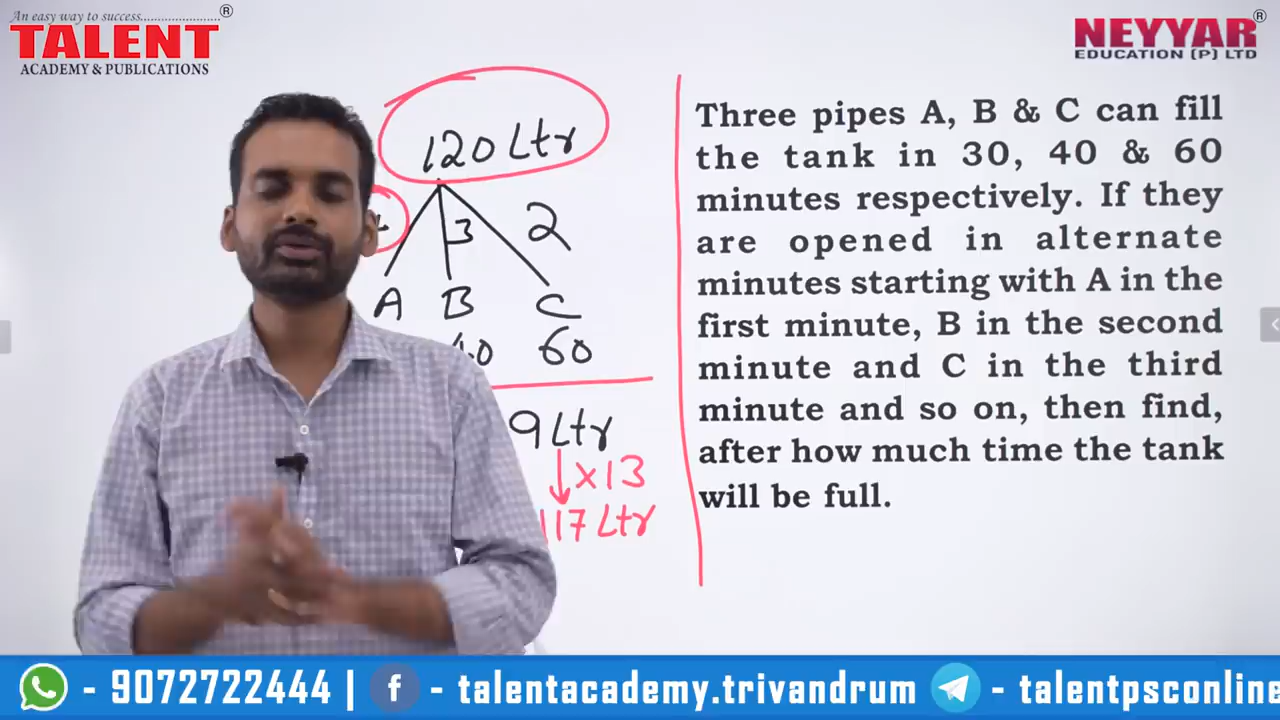 An easy way to success.................
TALENT®
ACADEMY & PUBLICATIONS
NEYYAR®
EDUCATION (P) LTD
120 Ltr
3 2
A B C
40 60
9 Ltr
×13
117 Ltr
Three pipes A, B & C can fill
the tank in 30, 40 & 60
minutes respectively. If they
are opened in alternate
minutes starting with A in the
first minute, B in the second
minute and C in the third
minute and so on, then find,
after how much time the tank
will be full.
- 9072722444 | f - talentacademy.trivandrum - talentpsconline